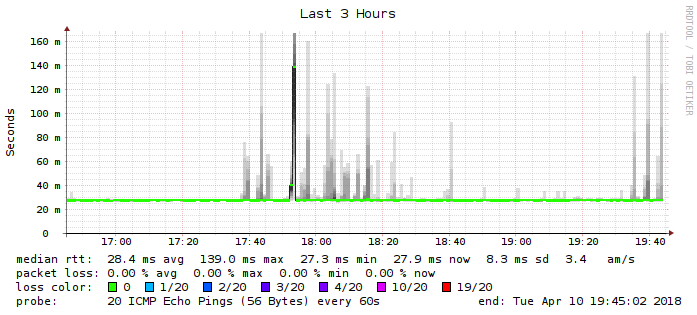 Last 3 Hours
RRDTOOL / TOBI OETIKER
Seconds
160 m
140 m
120 m
100 m
80 m
60 m
40 m
20 m
0
17:00 17:20 17:40 18:00 18:20 18:40 19:00 19:20 19:40
median rtt: 28.4 ms avg 139.0 ms max 27.3 ms min 27.9 ms now 8.3 ms sd 3.4 am/s
packet loss: 0.00 % avg 0.00 % max 0.00 % min 0.00 % now
loss color: 0 1/20 2/20 3/20 4/20 10/20 19/20
probe: 20 ICMP Echo Pings (56 Bytes) every 60s end: Tue Apr 10 19:45:02 2018